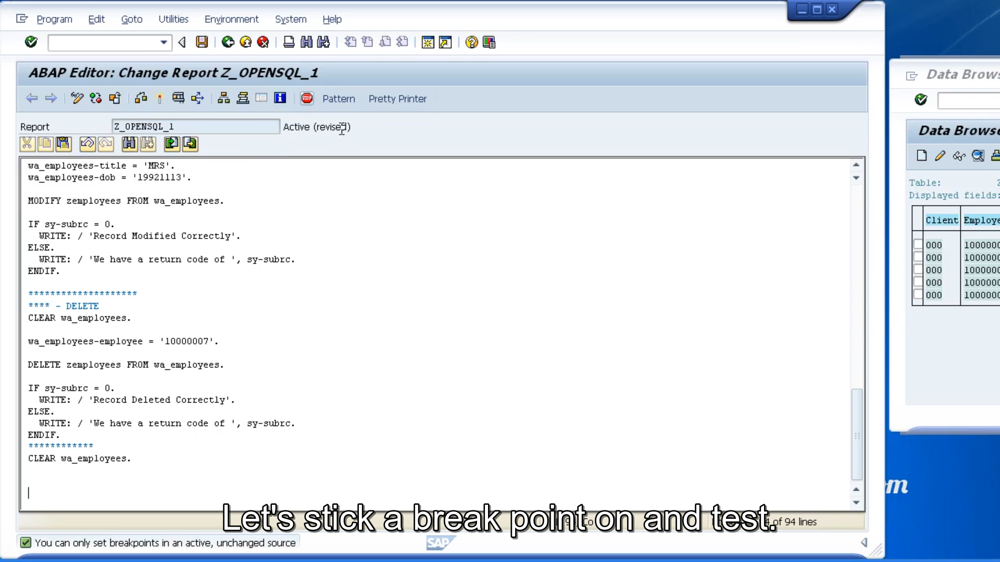 Program Edit Goto Utilities Environment System Help
ABAP Editor: Change Report Z_OPENSQL_1
STOP Pattern Pretty Printer
Report Z_OPENSQL_1 Active (revised)
wa_employees-title = 'MRS'.
wa_employees-dob = '19921113'.
MODIFY zemployees FROM wa_employees.
IF sy-subrc = 0.
WRITE: / 'Record Modified Correctly'.
ELSE.
WRITE: / 'We have a return code of ', sy-subrc.
ENDIF.
********************
**** - DELETE
CLEAR wa_employees.
wa_employees-employee = '10000007'.
DELETE zemployees FROM wa_employees.
IF sy-subrc = 0.
WRITE: / 'Record Deleted Correctly'.
ELSE.
WRITE: / 'We have a return code of ', sy-subrc.
ENDIF.
************
CLEAR wa_employees.
of 94 lines
Let's stick a break point on and test.
You can only set breakpoints in an active, unchanged source
SAP
Data Brows
Data Browse
Table: Z
Displayed fields:
Client Employe
000 1000000
000 1000000
000 1000000
000 1000000
000 1000000
om